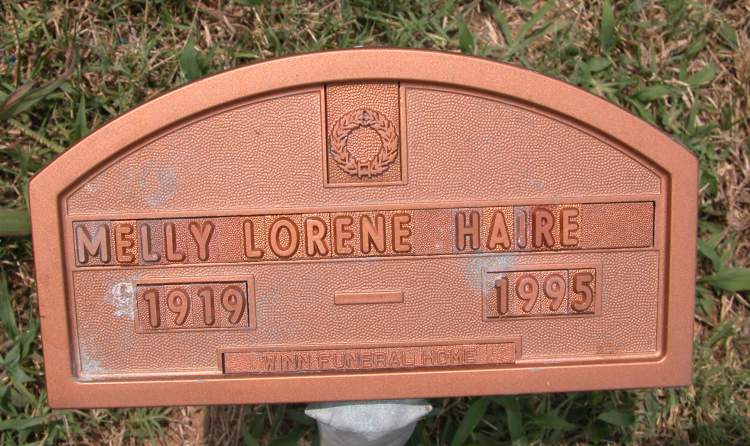 MELLY LORENE HAIRE
1919 1995
WINN FUNERAL HOME